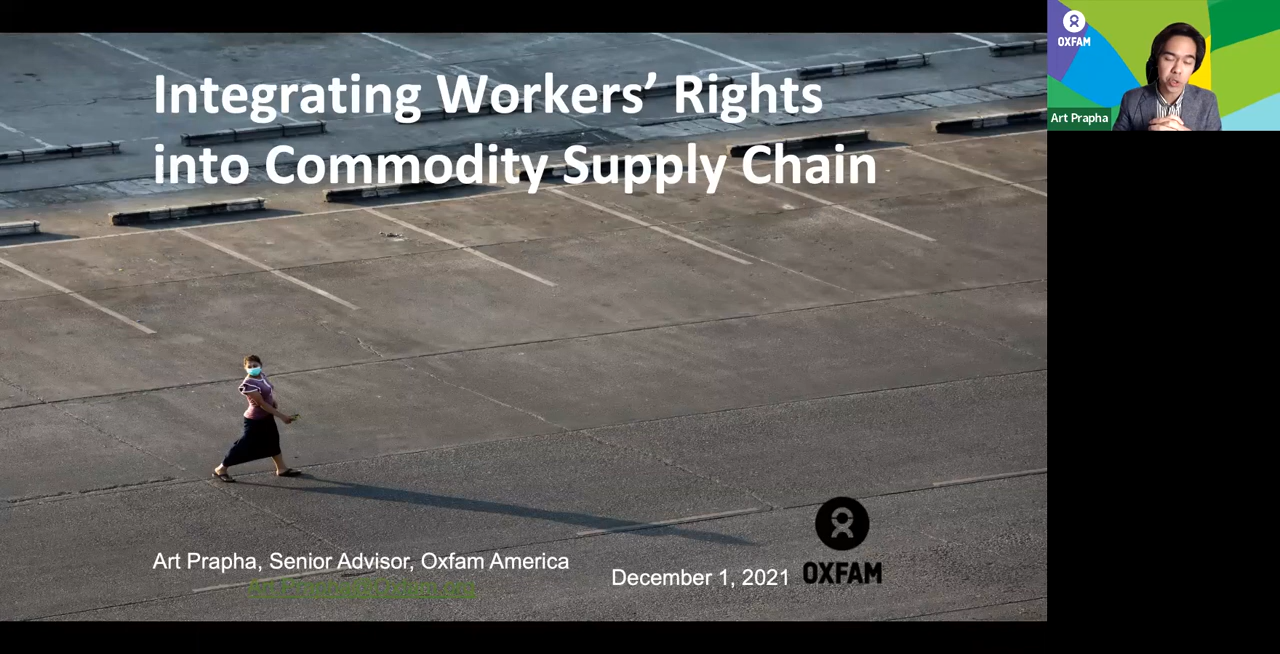 Integrating Workers’ Rights
into Commodity Supply Chain
Art Prapha, Senior Advisor, Oxfam America
December 1, 2021
OXFAM
OXFAM
Art Prapha